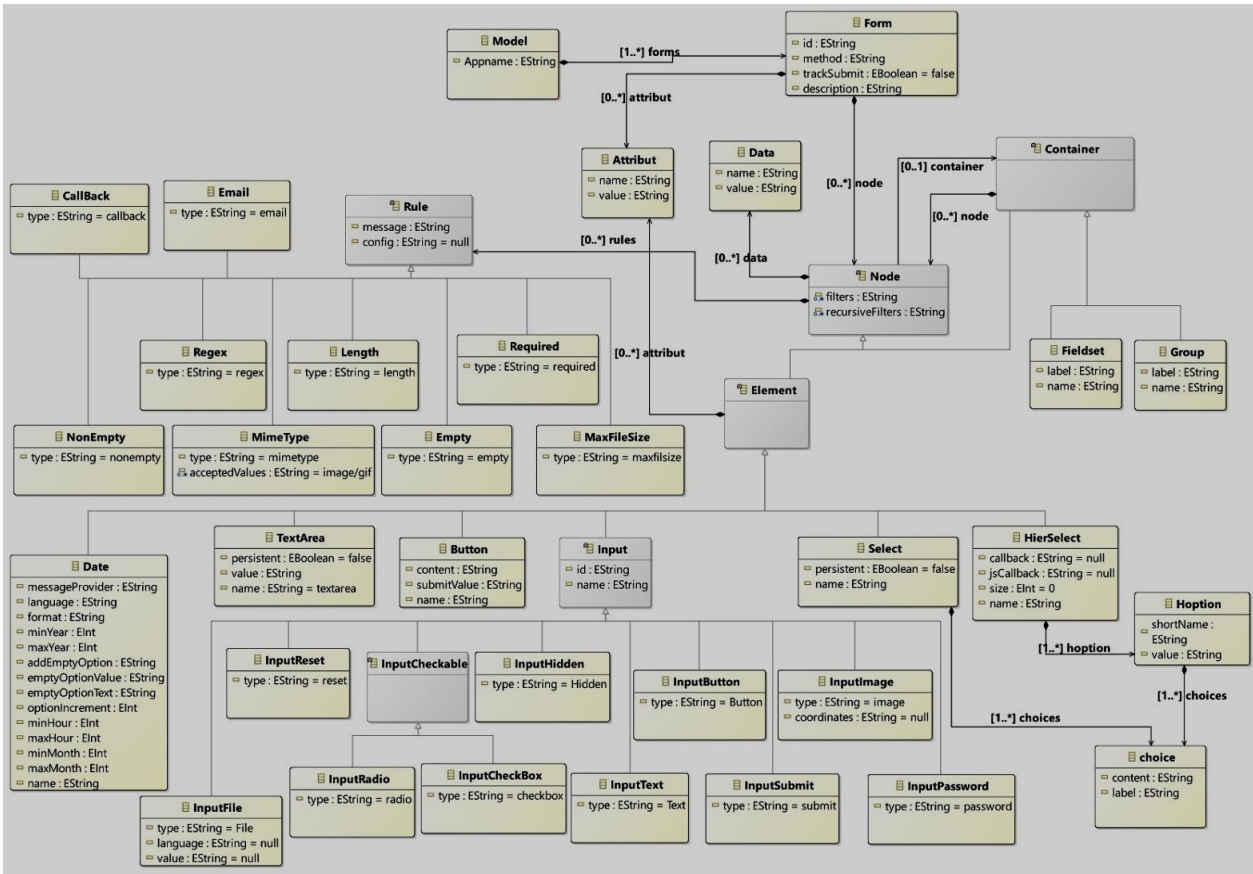 Model
Appname : EString
[1..*] forms
Form
id : EString
method : EString
trackSubmit : EBoolean = false
description : EString
[0..*] attribut
Attribut
name : EString
value : EString
Data
name : EString
value : EString
[0..*] node
[0..1] container
Container
[0..*] node
CallBack
type : EString = callback
Email
type : EString = email
Rule
message : EString
config : EString = null
[0..*] rules
[0..*] data
Node
filters : EString
recursiveFilters : EString
Regex
type : EString = regex
Length
type : EString = length
Required
type : EString = required
[0..*] attribut
Fieldset
label : EString
name : EString
Group
label : EString
name : EString
Element
NonEmpty
type : EString = nonempty
MimeType
type : EString = mimetype
acceptedValues : EString = image/gif
Empty
type : EString = empty
MaxFileSize
type : EString = maxfilsize
Date
messageProvider : EString
language : EString
format : EString
minYear : EInt
maxYear : EInt
addEmptyOption : EString
emptyOptionValue : EString
emptyOptionText : EString
optionIncrement : EInt
minHour : EInt
maxHour : EInt
minMonth : EInt
maxMonth : EInt
name : EString
TextArea
persistent : EBoolean = false
value : EString
name : EString = textarea
Button
content : EString
submitValue : EString
name : EString
Input
id : EString
name : EString
Select
persistent : EBoolean = false
name : EString
HierSelect
callback : EString = null
jsCallback : EString = null
size : EInt = 0
name : EString
[1..*] hoption
Hoption
shortName :
EString
value : EString
[1..*] choices
[1..*] choices
choice
content : EString
label : EString
InputReset
type : EString = reset
InputCheckable
InputHidden
type : EString = Hidden
InputButton
type : EString = Button
InputImage
type : EString = image
coordinates : EString = null
InputFile
type : EString = File
language : EString = null
value : EString = null
InputRadio
type : EString = radio
InputCheckBox
type : EString = checkbox
InputText
type : EString = Text
InputSubmit
type : EString = submit
InputPassword
type : EString = password